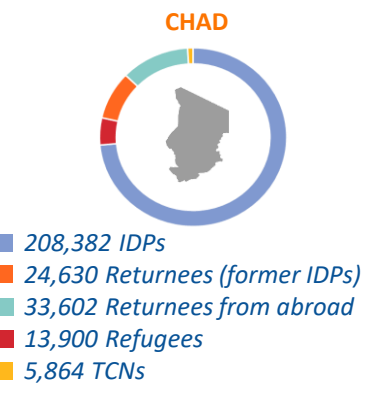 CHAD
208,382 IDPs
24,630 Returnees (former IDPs)
33,602 Returnees from abroad
13,900 Refugees
5,864 TCNs